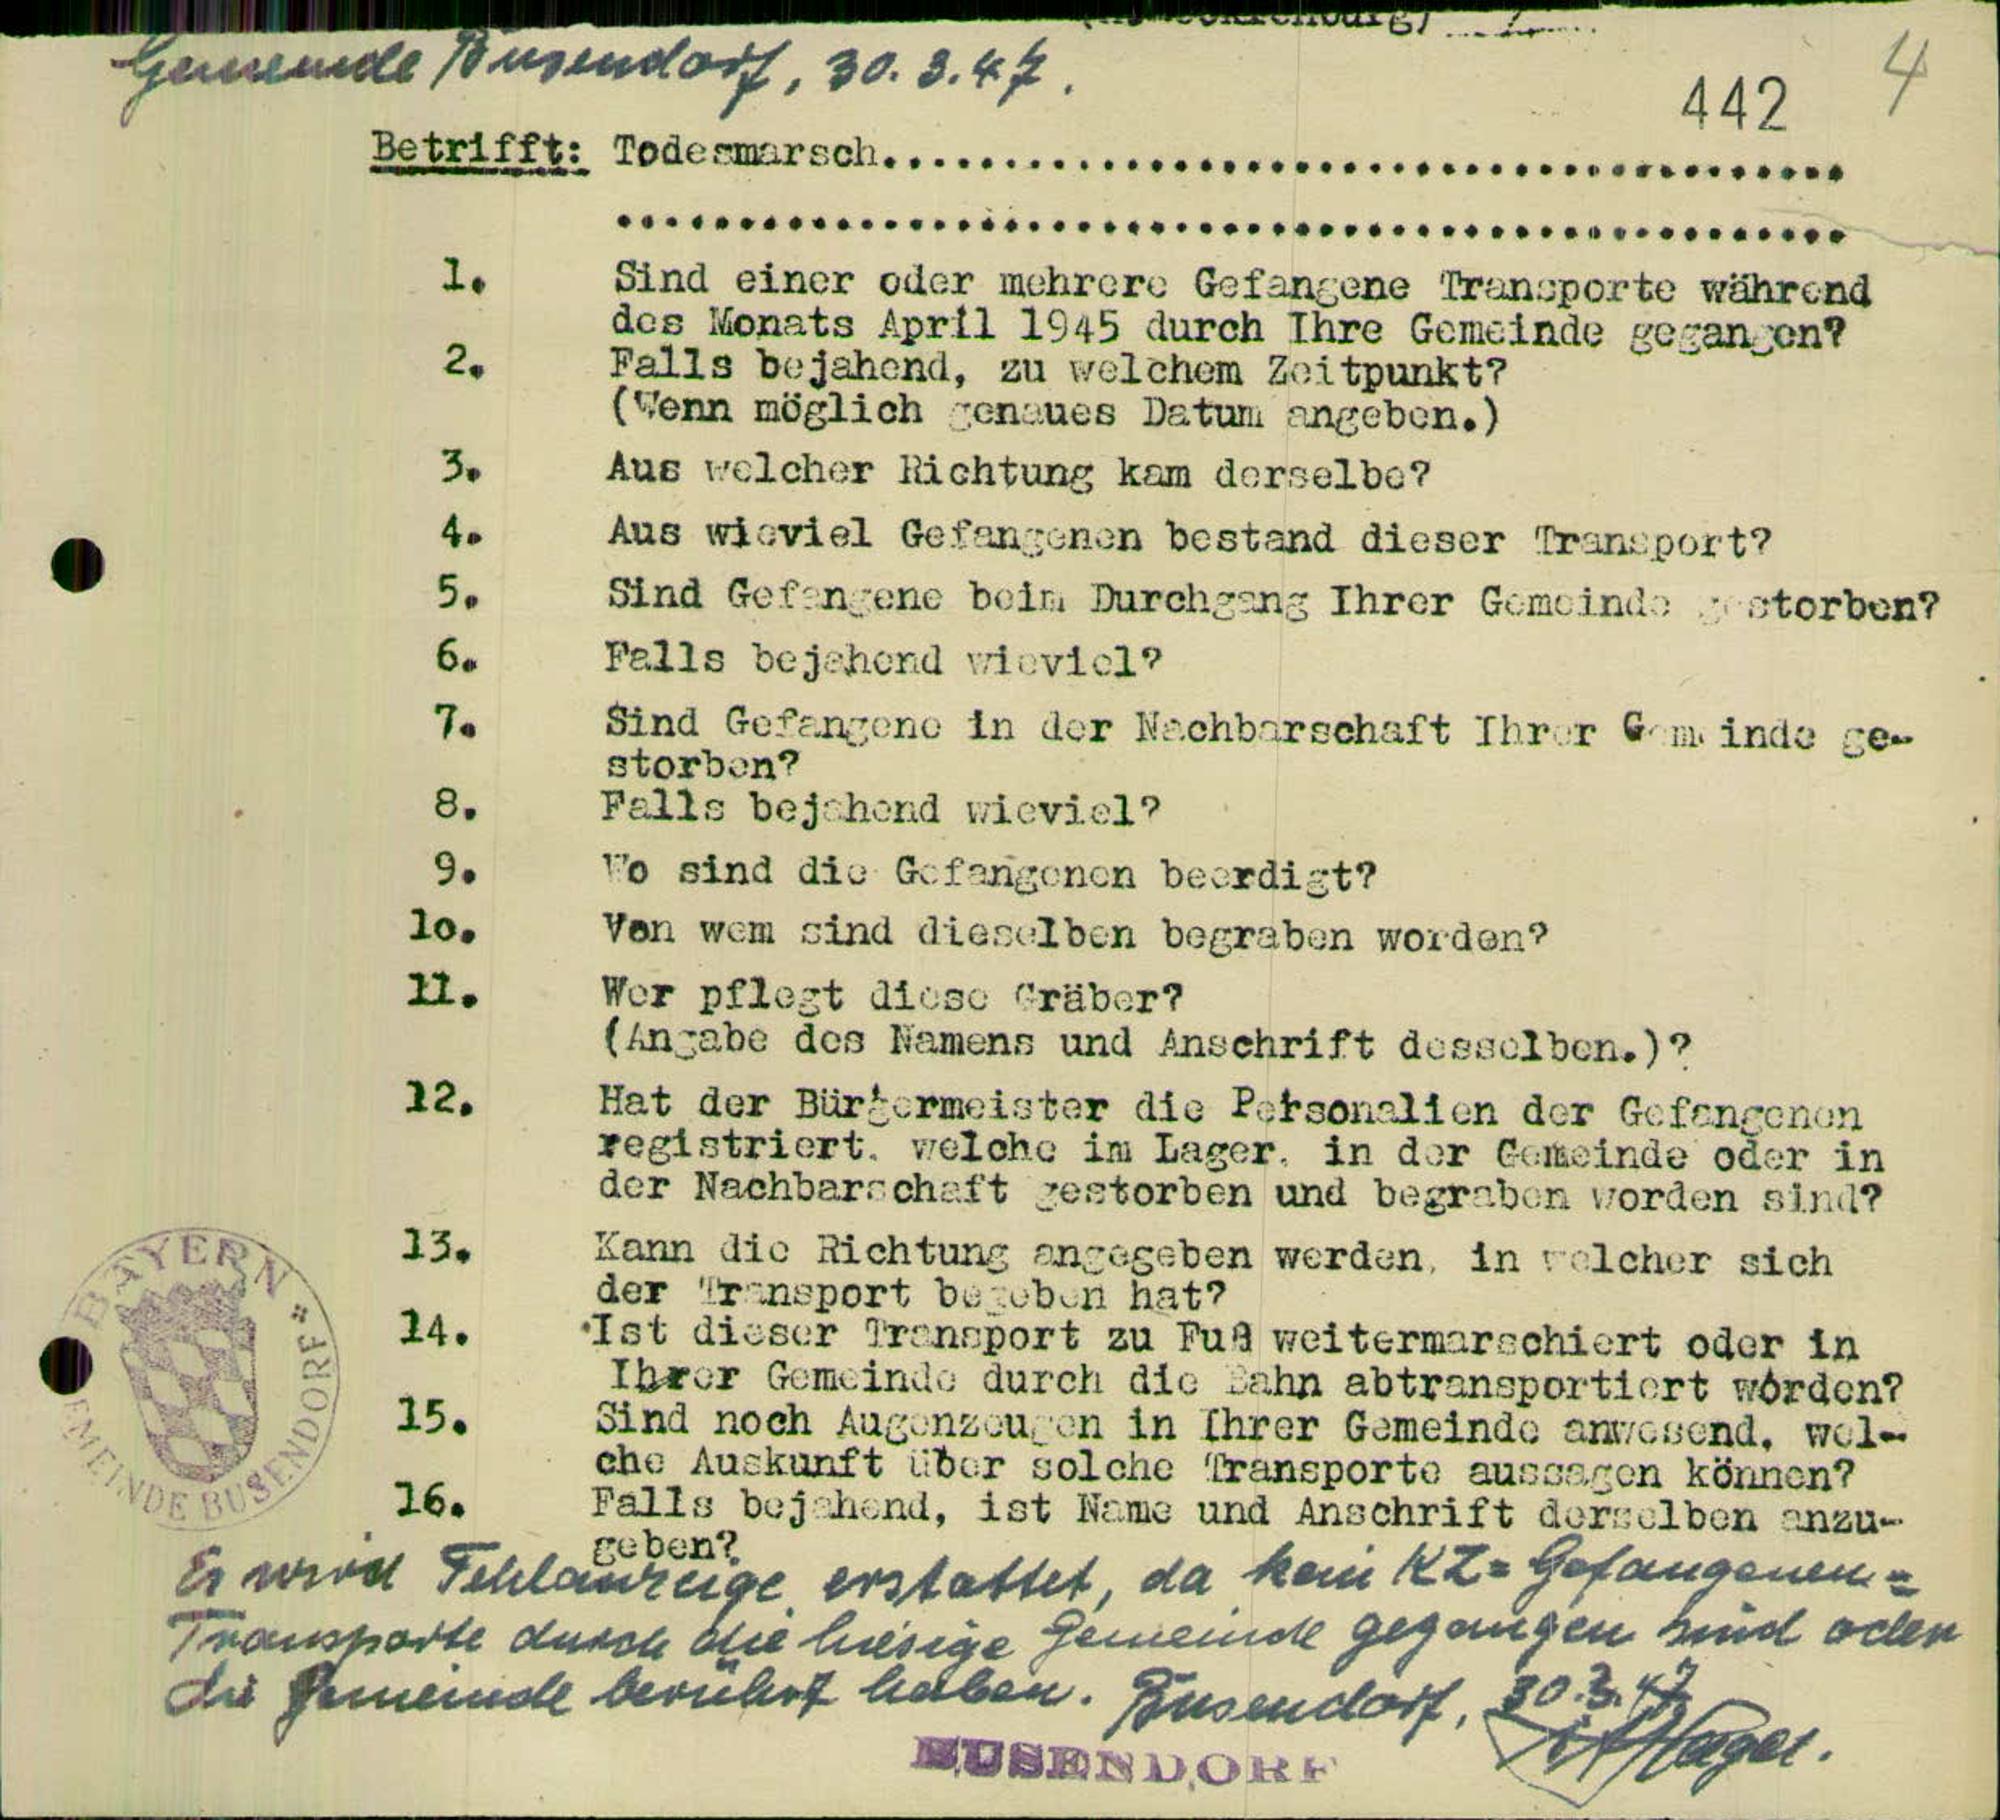 Gemeinde Busendorf, 30.3.47.
442
4
Betrifft: Todesmarsch........................................
..................................................
1. Sind einer oder mehrere Gefangene Transporte während
des Monats April 1945 durch Ihre Gemeinde gegangen?
2. Falls bejahend, zu welchem Zeitpunkt?
(Wenn möglich genaues Datum angeben.)
3. Aus welcher Richtung kam derselbe?
4. Aus wieviel Gefangenen bestand dieser Transport?
5. Sind Gefangene beim Durchgang Ihrer Gemeinde gestorben?
6. Falls bejahend wieviel?
7. Sind Gefangene in der Nachbarschaft Ihrer Gemeinde ge-
storben?
8. Falls bejahend wieviel?
9. Wo sind die Gefangenen beerdigt?
10. Von wem sind dieselben begraben worden?
11. Wer pflegt diese Gräber?
(Angabe des Namens und Anschrift desselben.)?
12. Hat der Bürgermeister die Personalien der Gefangenen
registriert, welche im Lager, in der Gemeinde oder in
der Nachbarschaft gestorben und begraben worden sind?
13. Kann die Richtung angegeben werden, in welcher sich
der Transport begeben hat?
14. Ist dieser Transport zu Fuß weitermarschiert oder in
Ihrer Gemeinde durch die Bahn abtransportiert worden?
15. Sind noch Augenzeugen in Ihrer Gemeinde anwesend, wel-
che Auskunft über solche Transporte aussagen können?
16. Falls bejahend, ist Name und Anschrift derselben anzu-
geben?
BAYERN
GEMEINDE BUSENDORF
Es wird Fehlanzeige erstattet, da kein KZ=Gefangenen=
Transporte durch die hiesige Gemeinde gegangen sind oder
die Gemeinde berührt haben. Busendorf, 30.3.47
BUSENDORF